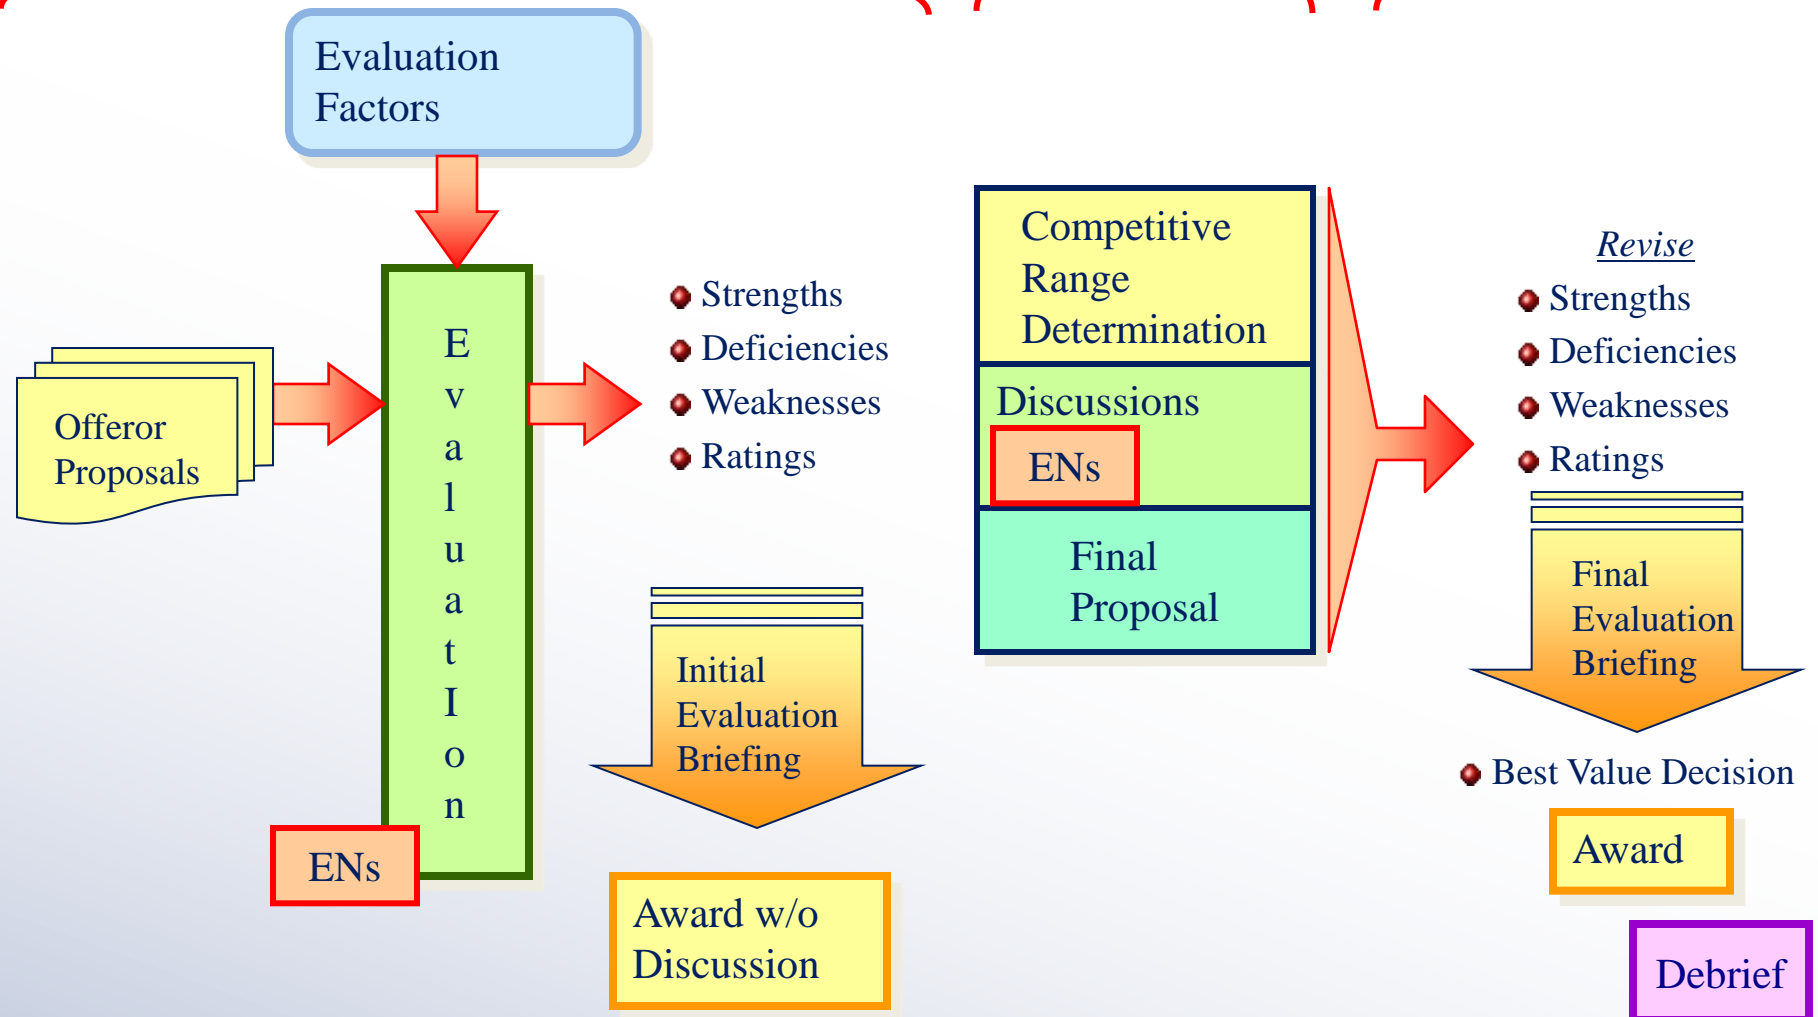 Evaluation
Factors
Offeror
Proposals
E
v
a
l
u
a
t
I
o
n
ENs
Strengths
Deficiencies
Weaknesses
Ratings
Initial
Evaluation
Briefing
Award w/o
Discussion
Competitive
Range
Determination
Discussions
ENs
Final
Proposal
Revise
Strengths
Deficiencies
Weaknesses
Ratings
Final
Evaluation
Briefing
Best Value Decision
Award
Debrief